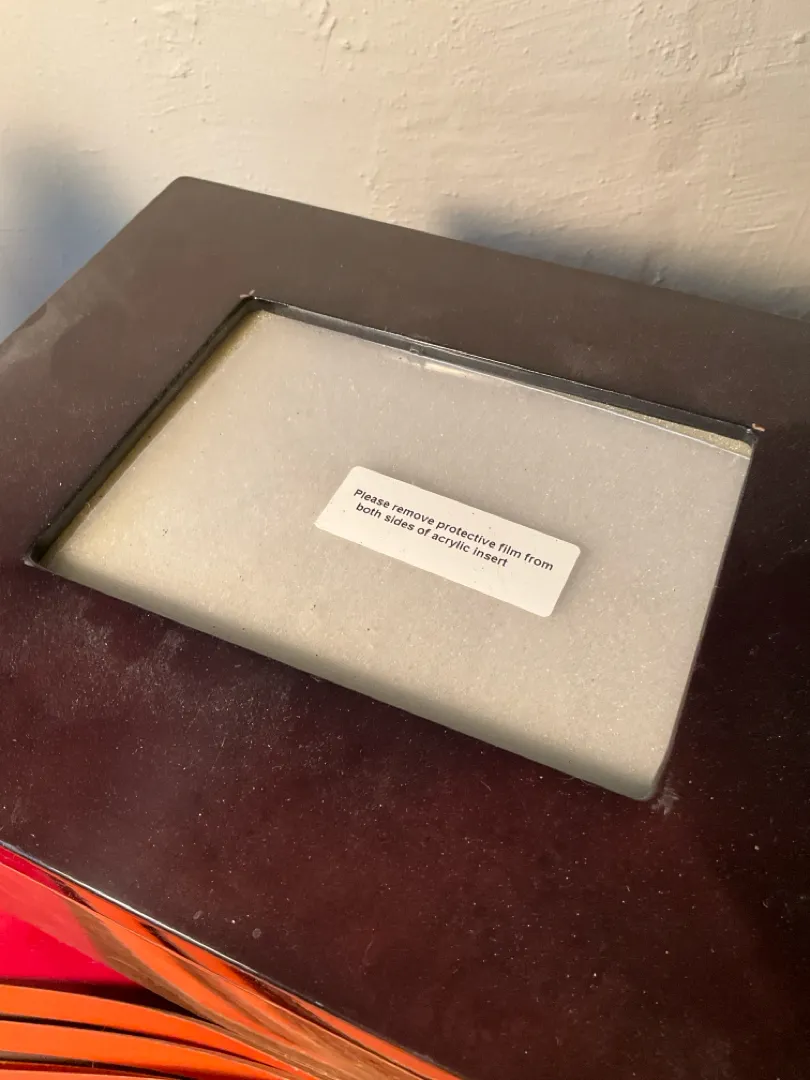 Please remove protective film from
both sides of acrylic insert